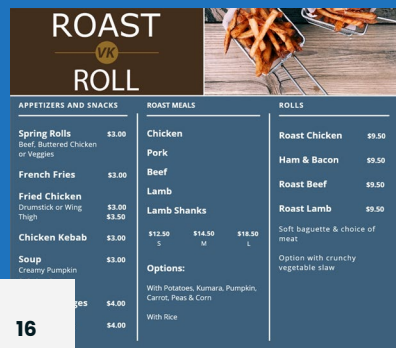 ROAST
VK
ROLL
APPETIZERS AND SNACKS
Spring Rolls $3.00
Beef, Buttered Chicken
or Veggies
French Fries $3.00
Fried Chicken
Drumstick or Wing $3.00
Thigh $3.50
Chicken Kebab $3.00
Soup $3.00
Creamy Pumpkin
$4.00
$4.00
16
ROAST MEALS
Chicken
Pork
Beef
Lamb
Lamb Shanks
$12.50 $14.50 $18.50
S M L
Options:
With Potatoes, Kumara, Pumpkin,
Carrot, Peas & Corn
With Rice
ROLLS
Roast Chicken $9.50
Ham & Bacon $9.50
Roast Beef $9.50
Roast Lamb $9.50
Soft baguette & choice of
meat
Option with crunchy
vegetable slaw